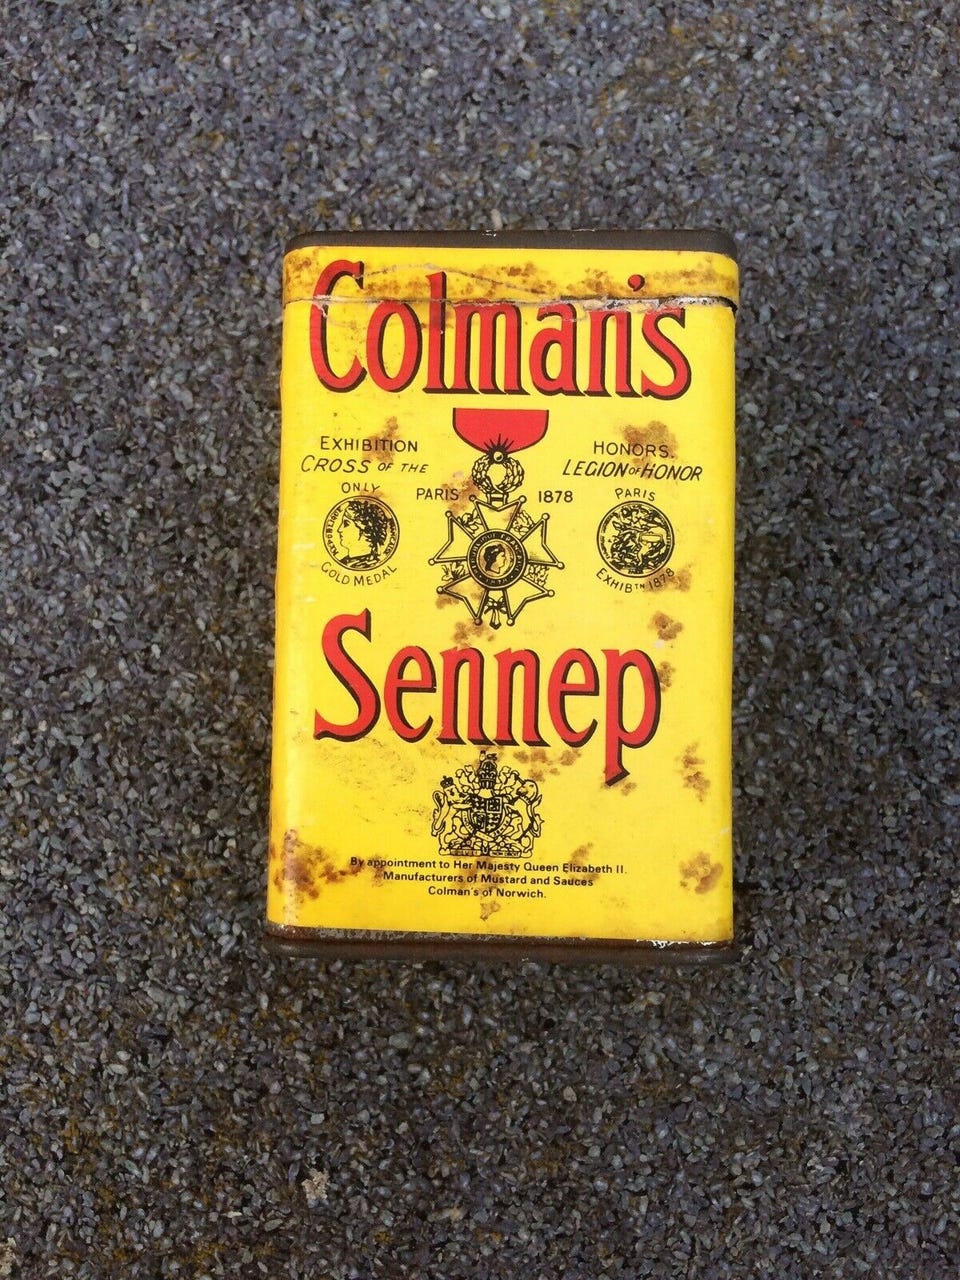 Colman's
EXHIBITION HONORS
CROSS OF THE LEGION OF HONOR
ONLY PARIS 1878 PARIS
GOLD MEDAL EXHIBTN 1878
Sennep
By appointment to Her Majesty Queen Elizabeth II.
Manufacturers of Mustard and Sauces
Colman's of Norwich.